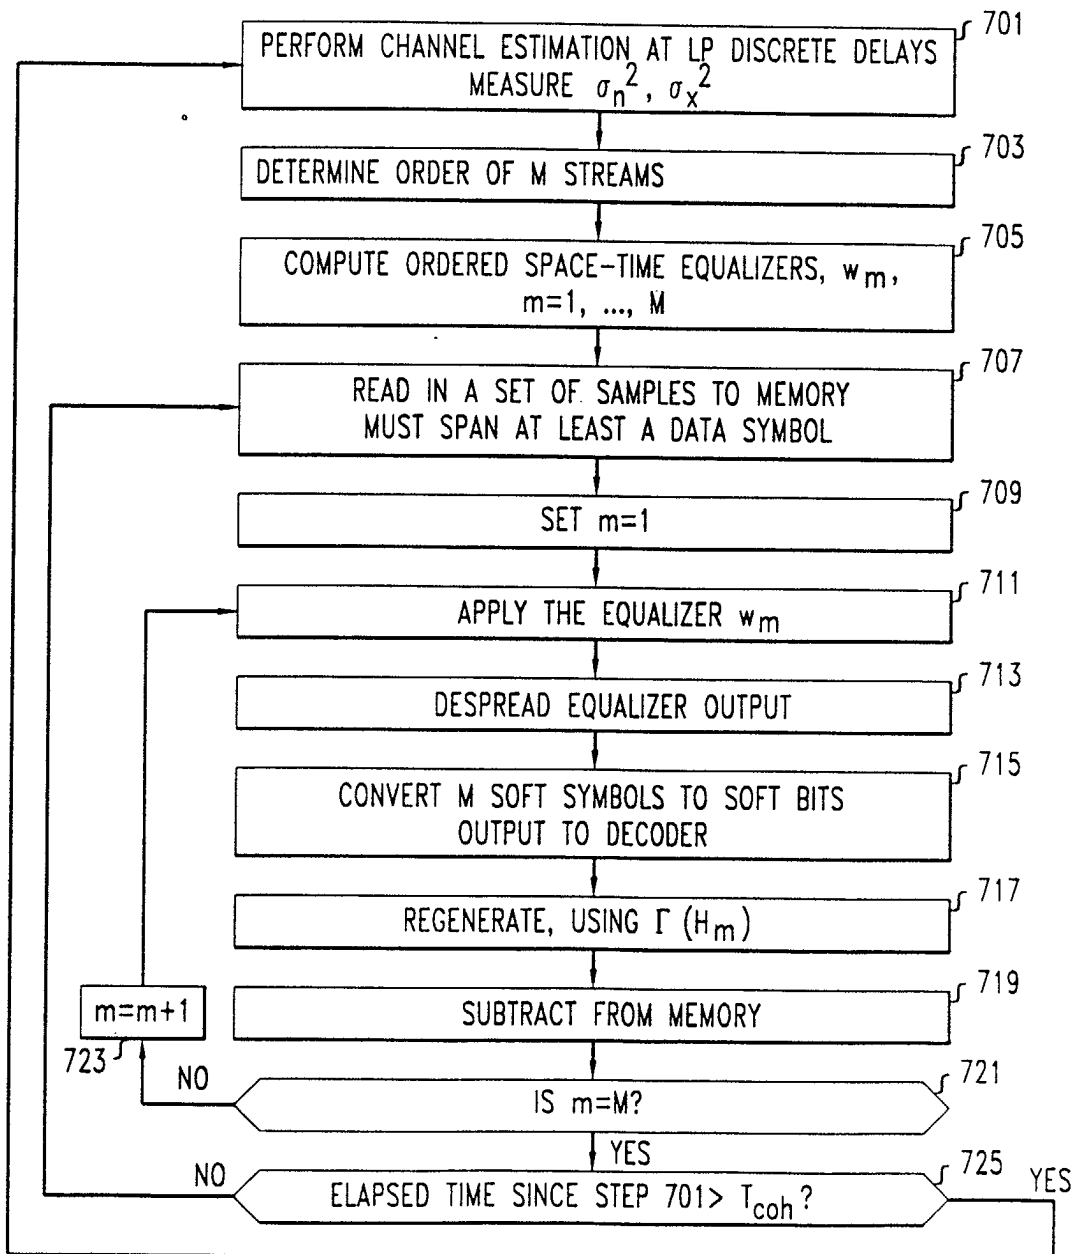 701
PERFORM CHANNEL ESTIMATION AT LP DISCRETE DELAYS
MEASURE σn², σx²
703
DETERMINE ORDER OF M STREAMS
705
COMPUTE ORDERED SPACE-TIME EQUALIZERS, wm,
m=1, ..., M
707
READ IN A SET OF SAMPLES TO MEMORY
MUST SPAN AT LEAST A DATA SYMBOL
709
SET m=1
711
APPLY THE EQUALIZER wm
713
DESPREAD EQUALIZER OUTPUT
715
CONVERT M SOFT SYMBOLS TO SOFT BITS
OUTPUT TO DECODER
717
REGENERATE, USING Γ (Hm)
719
SUBTRACT FROM MEMORY
m=m+1
723
NO
721
IS m=M?
YES
725
NO
YES
ELAPSED TIME SINCE STEP 701> Tcoh?